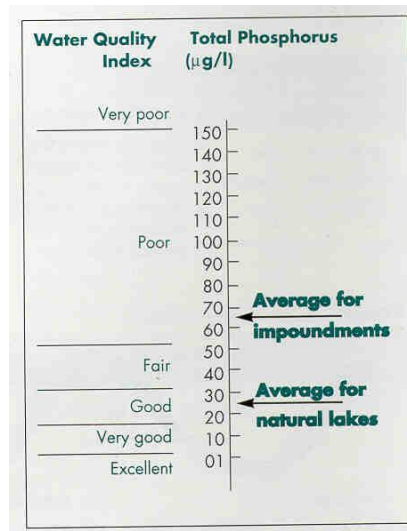 Water Quality Total Phosphorus
Index (µg/l)
Very poor
150
140
130
120
110
Poor 100
90
80
70 Average for
60 impoundments
50
Fair
40
30 Average for
Good
20 natural lakes
Very good 10
Excellent 01